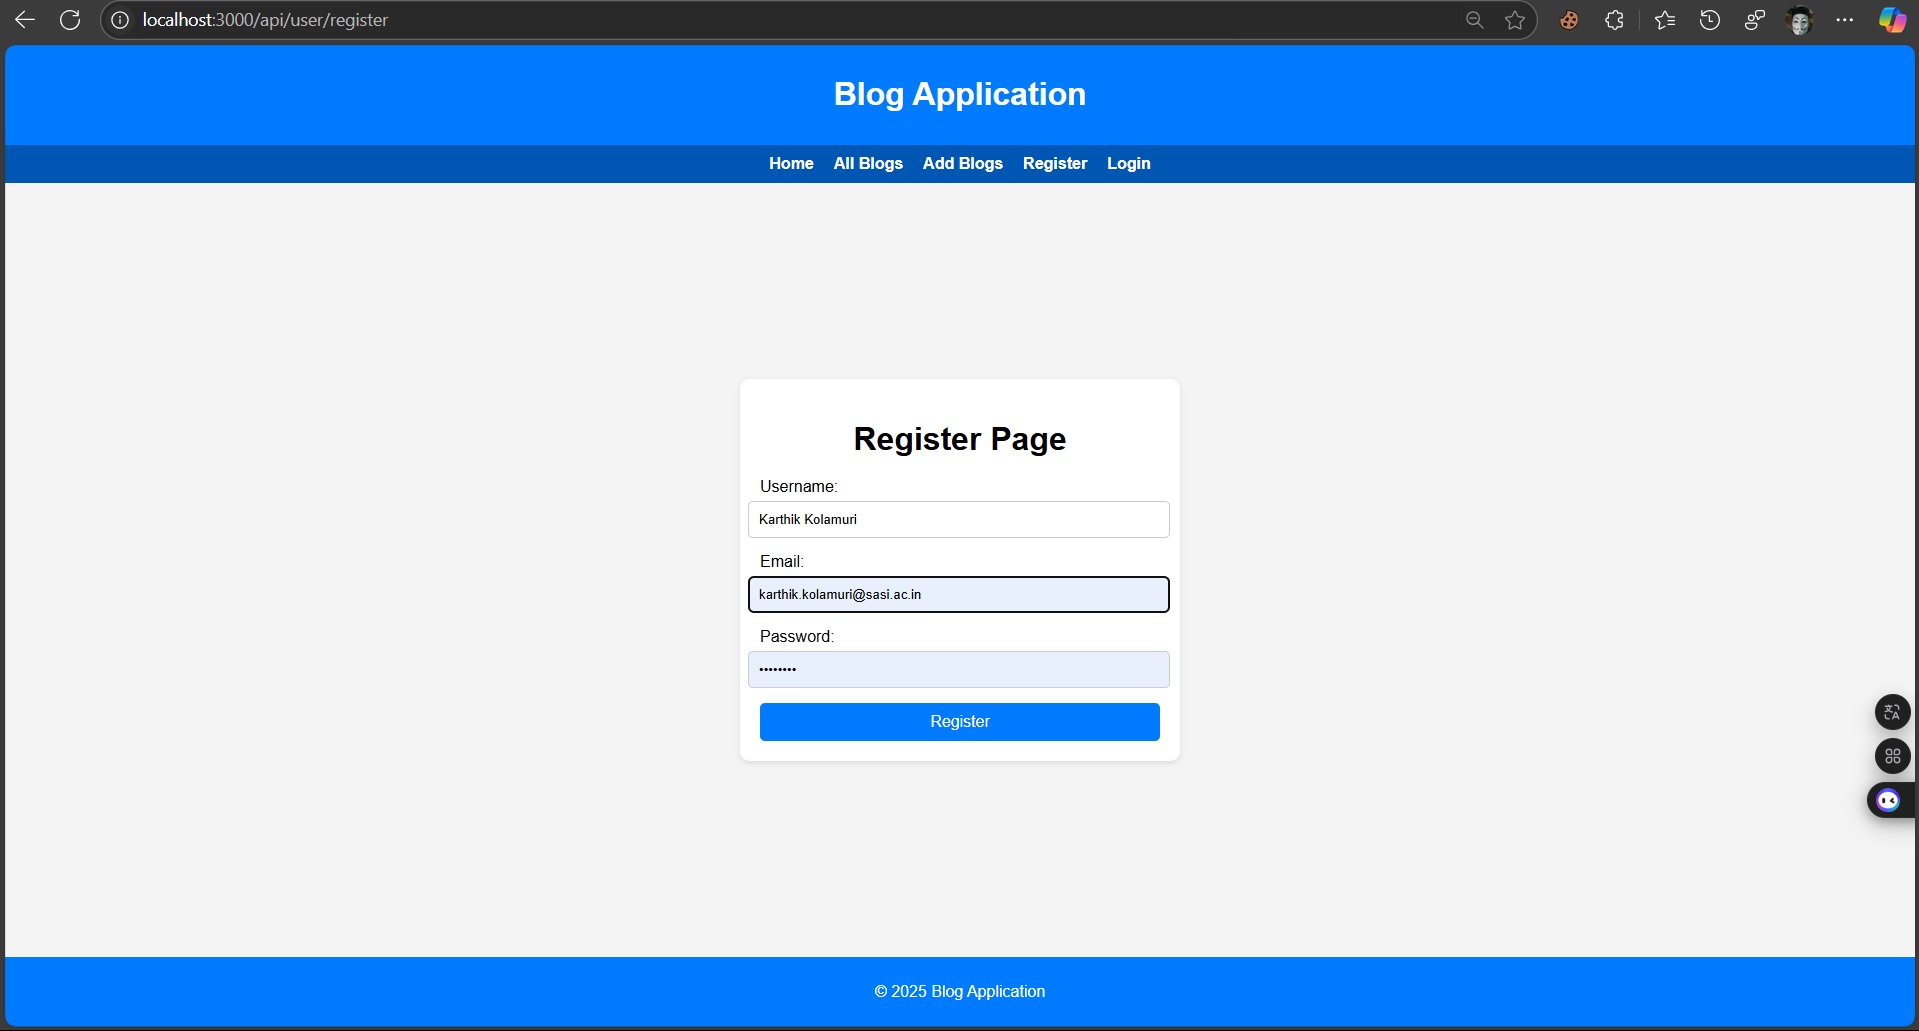 localhost:3000/api/user/register
Blog Application
Home All Blogs Add Blogs Register Login
Register Page
Username:
Karthik Kolamuri
Email:
karthik.kolamuri@sasi.ac.in
Password:
••••••••
Register
© 2025 Blog Application